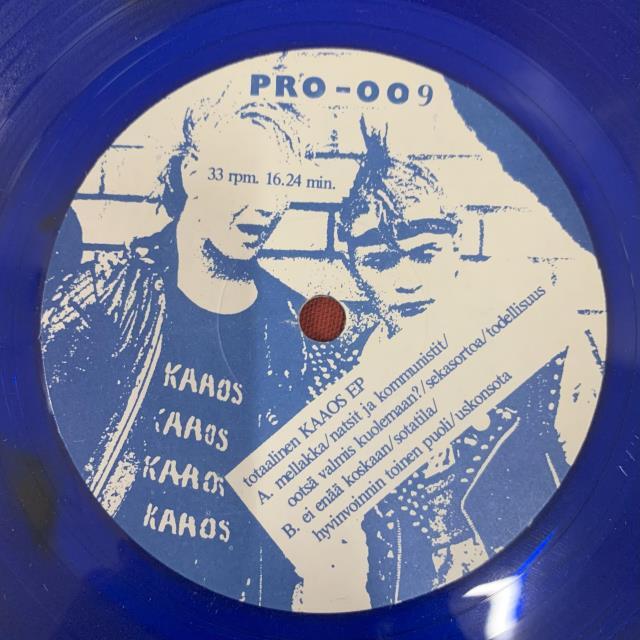 PRO-009
33 rpm. 16.24 min.
KAAOS
KAAOS
KAAOS
KAAOS
totaalinen KAAOS EP
A. mellakka/natsit ja kommunistit/
ootsä valmis kuolemaan?/sekasortoa/todellisuus
B. ei enää koskaan/sotatila/
hyvinvoinnin toinen puoli/uskonsota